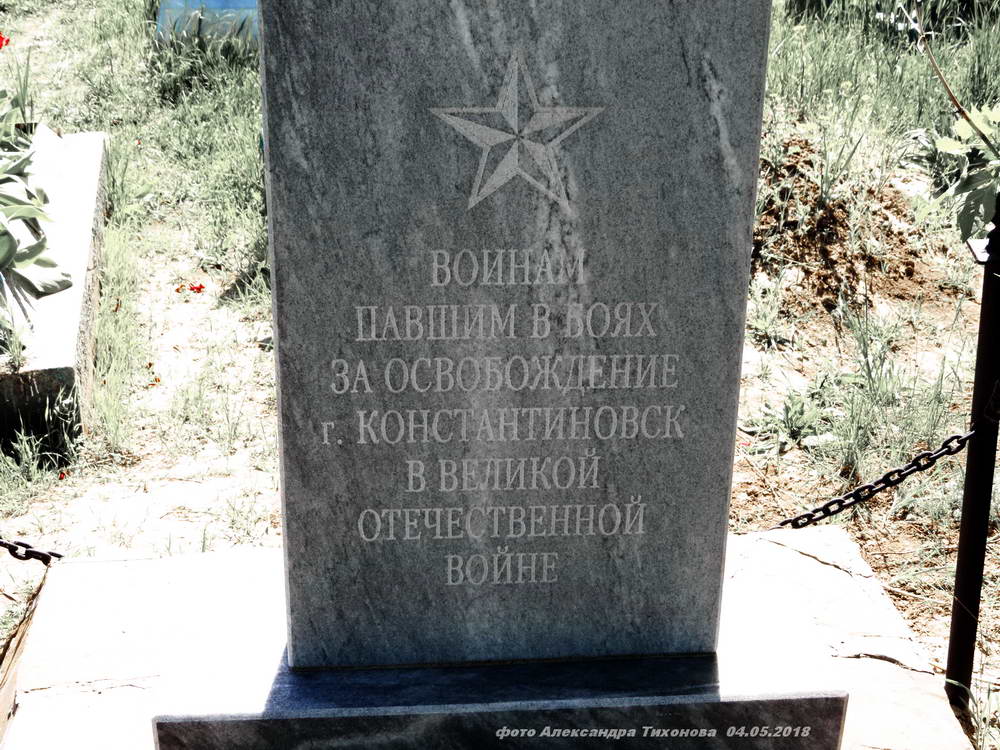 ВОИНАМ
ПАВШИМ В БОЯХ
ЗА ОСВОБОЖДЕНИЕ
г. КОНСТАНТИНОВСК
В ВЕЛИКОЙ
ОТЕЧЕСТВЕННОЙ
ВОЙНЕ
фото Александра Тихонова 04.05.2018